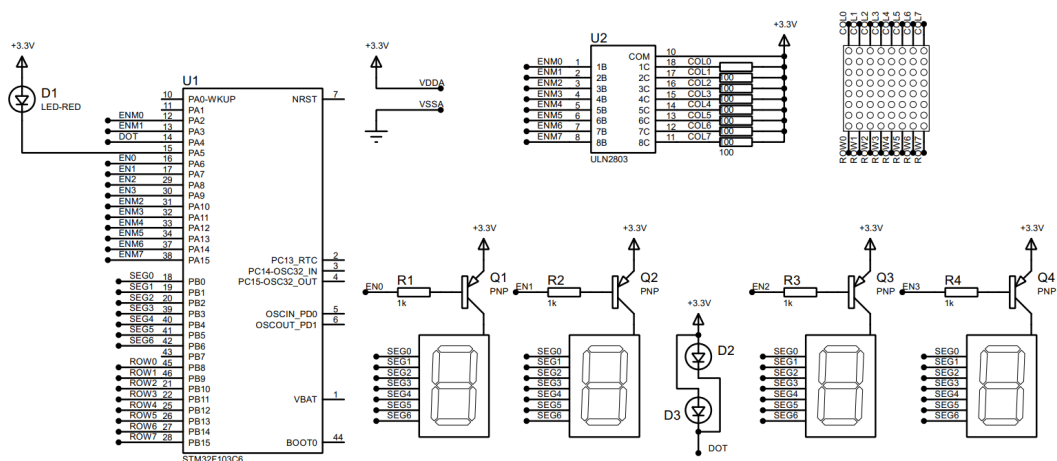 +3.3V
D1
LED-RED
U1
10 PA0-WKUP
11 PA1
ENM0 12 PA2
ENM1 13 PA3
DOT 14 PA4
15 PA5
EN0 16 PA6
EN1 17 PA7
EN2 29 PA8
EN3 30 PA9
ENM2 31 PA10
ENM3 32 PA11
ENM4 33 PA12
ENM5 34 PA13
ENM6 37 PA14
ENM7 38 PA15
SEG0 18 PB0
SEG1 19 PB1
SEG2 20 PB2
SEG3 39 PB3
SEG4 40 PB4
SEG5 41 PB5
SEG6 42 PB6
43 PB7
ROW0 45 PB8
ROW1 46 PB9
ROW2 21 PB10
ROW3 22 PB11
ROW4 25 PB12
ROW5 26 PB13
ROW6 27 PB14
ROW7 28 PB15
NRST 7
PC13_RTC 2
PC14-OSC32_IN 3
PC15-OSC32_OUT 4
OSCIN_PD0 5
OSCOUT_PD1 6
VBAT 1
BOOT0 44
STM32F103C6
+3.3V
VDDA
VSSA
U2
+3.3V
COM 10
ENM0 1 1B 1C 18 COL0
ENM1 2 2B 2C 17 COL1
ENM2 3 3B 3C 16 COL2
ENM3 4 4B 4C 15 COL3
ENM4 5 5B 5C 14 COL4
ENM5 6 6B 6C 13 COL5
ENM6 7 7B 7C 12 COL6
ENM7 8 8B 8C 11 COL7
100
100
100
100
100
100
100
100
ULN2803
COL0
COL1
COL2
COL3
COL4
COL5
COL6
COL7
ROW0
ROW1
ROW2
ROW3
ROW4
ROW5
ROW6
ROW7
+3.3V
EN0
R1
1k
Q1
PNP
SEG0
SEG1
SEG2
SEG3
SEG4
SEG5
SEG6
+3.3V
EN1
R2
1k
Q2
PNP
SEG0
SEG1
SEG2
SEG3
SEG4
SEG5
SEG6
+3.3V
D2
D3
DOT
+3.3V
EN2
R3
1k
Q3
PNP
SEG0
SEG1
SEG2
SEG3
SEG4
SEG5
SEG6
+3.3V
EN3
R4
1k
Q4
PNP
SEG0
SEG1
SEG2
SEG3
SEG4
SEG5
SEG6